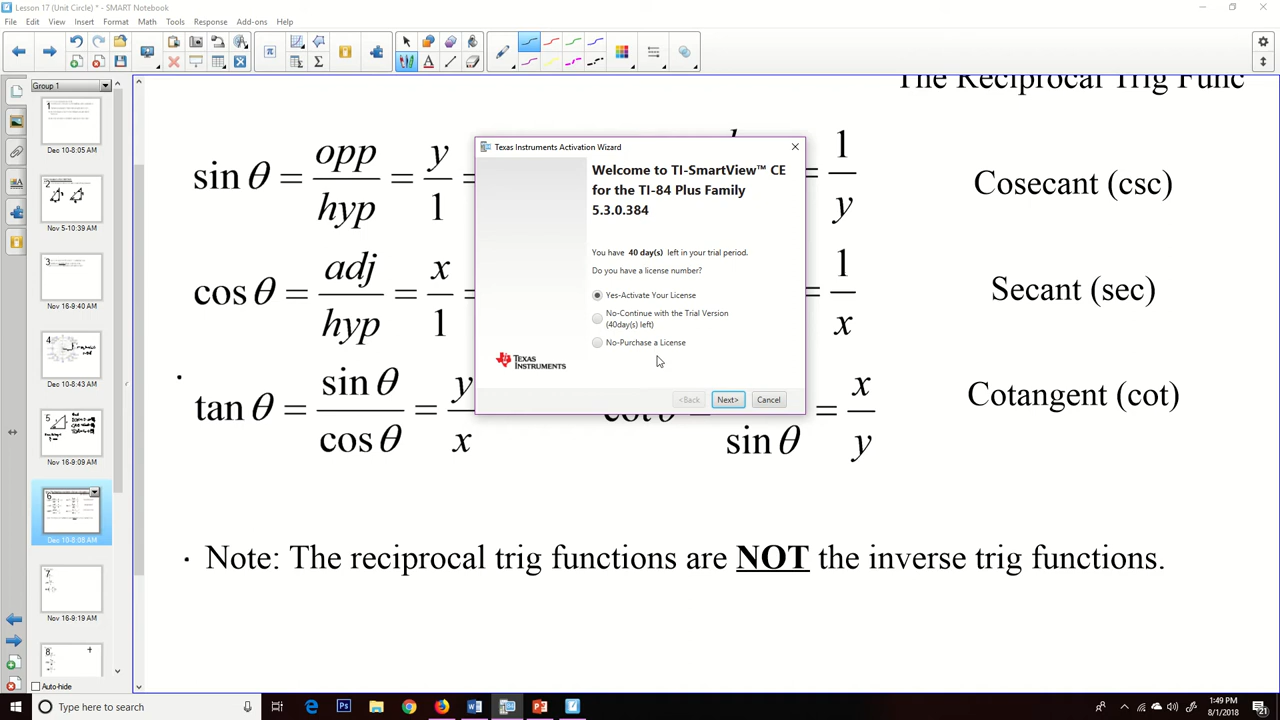 Lesson 17 (Unit Circle) * - SMART Notebook
File Edit View Insert Format Math Tools Response Add-ons Help
Group 1
1
Dec 10-8:05 AM
2
Nov 5-10:39 AM
3
Nov 16-9:40 AM
4
Dec 10-8:43 AM
5
Nov 16-9:09 AM
6
Dec 10-8:08 AM
7
Nov 16-9:19 AM
8
Auto-hide
The Reciprocal Trig Func
sin θ = opp/hyp = y/1 =
= 1/y
Cosecant (csc)
cos θ = adj/hyp = x/1 =
= 1/x
Secant (sec)
tan θ = sin θ/cos θ = y/x
sin θ = x/y
Cotangent (cot)
· Note: The reciprocal trig functions are NOT the inverse trig functions.
Texas Instruments Activation Wizard
Welcome to TI-SmartView™ CE
for the TI-84 Plus Family
5.3.0.384
You have 40 day(s) left in your trial period.
Do you have a license number?
Yes-Activate Your License
No-Continue with the Trial Version
(40day(s) left)
No-Purchase a License
TEXAS
INSTRUMENTS
<Back Next> Cancel
Type here to search
1:49 PM
8/1/2018